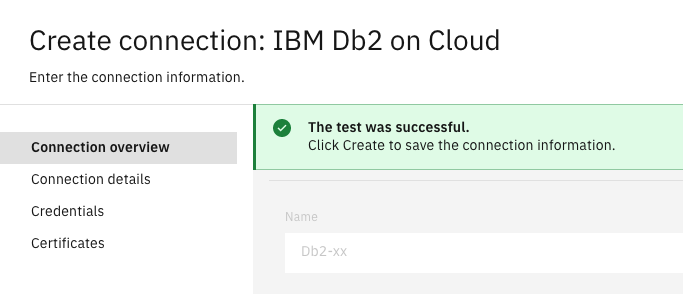 Create connection: IBM Db2 on Cloud
Enter the connection information.
The test was successful.
Click Create to save the connection information.
Connection overview
Connection details
Credentials
Certificates
Name
Db2-xx